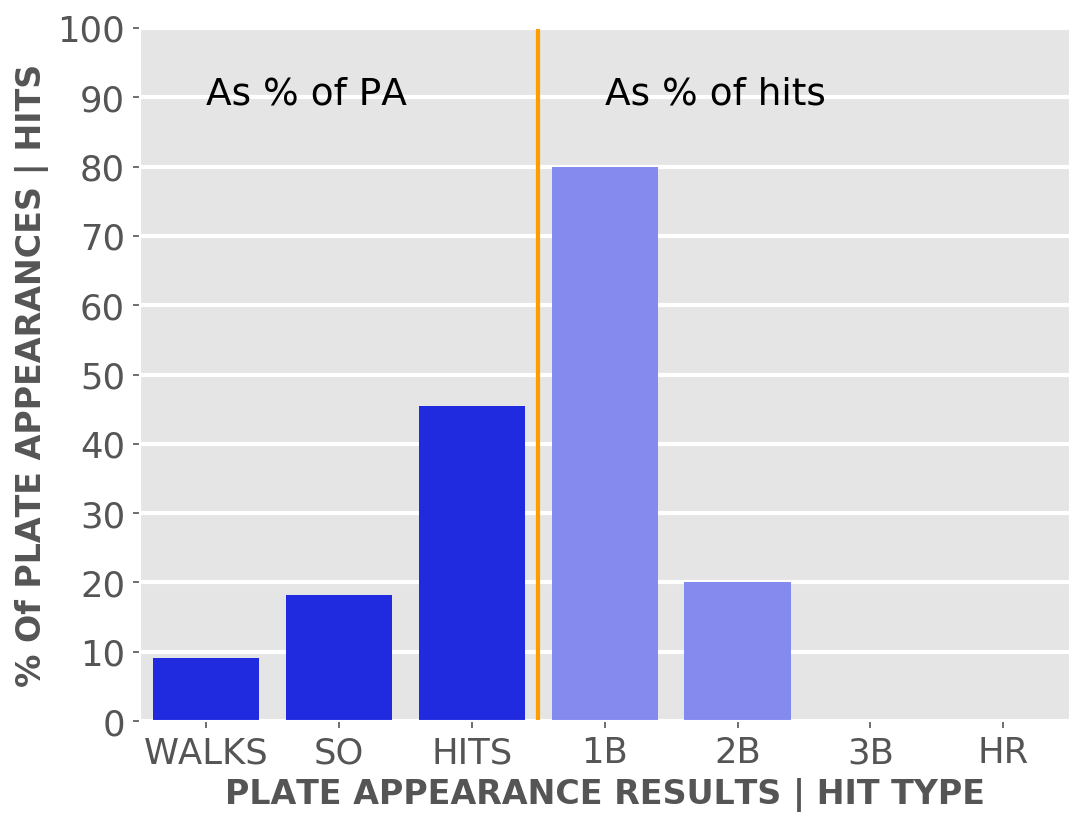 100
90
80
70
60
50
40
30
20
10
0
% Of PLATE APPEARANCES | HITS
As % of PA
As % of hits
WALKS SO HITS 1B 2B 3B HR
PLATE APPEARANCE RESULTS | HIT TYPE